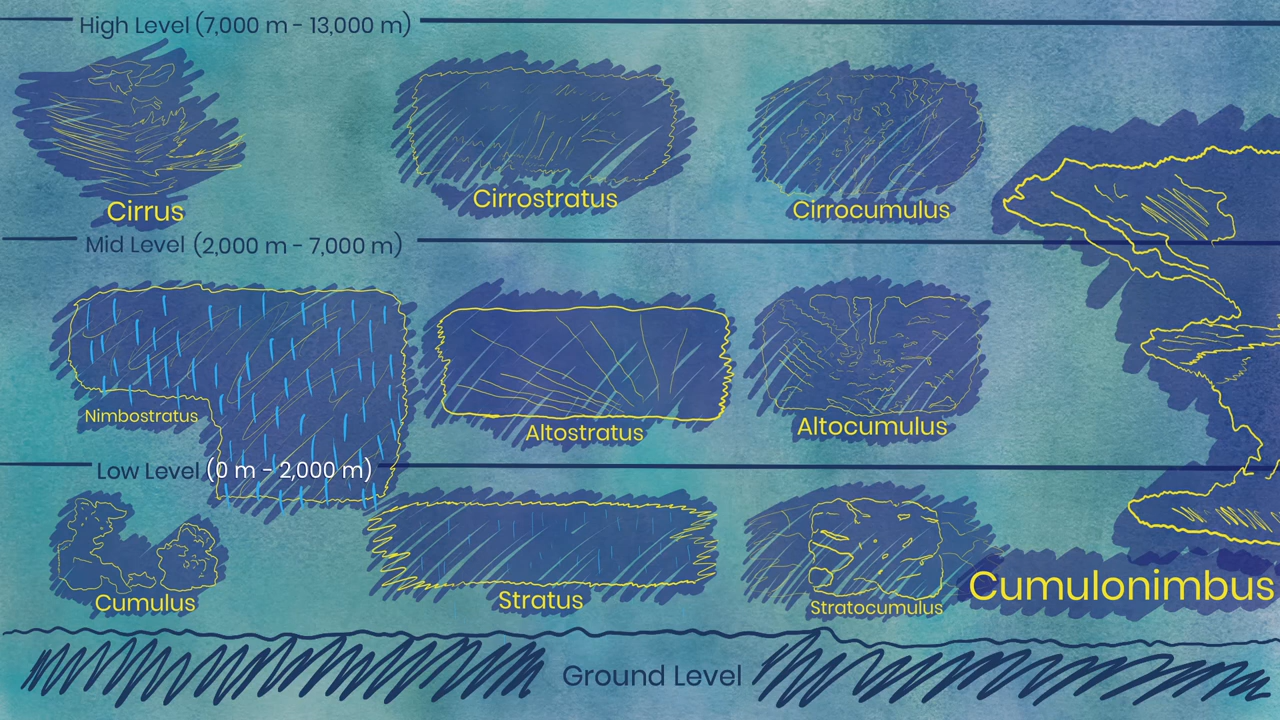 High Level (7,000 m - 13,000 m)
Cirrus
Cirrostratus
Cirrocumulus
Mid Level (2,000 m - 7,000 m)
Nimbostratus
Altostratus
Altocumulus
Low Level (0 m - 2,000 m)
Cumulus
Stratus
Stratocumulus
Cumulonimbus
Ground Level